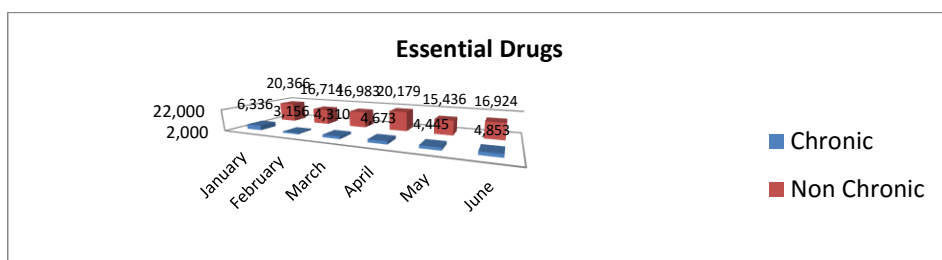 Essential Drugs
20,366 16,714 16,983 20,179 15,436 16,924
6,336 3,156 4,310 4,673 4,445 4,853
22,000
2,000
January February March April May June
Chronic
Non Chronic